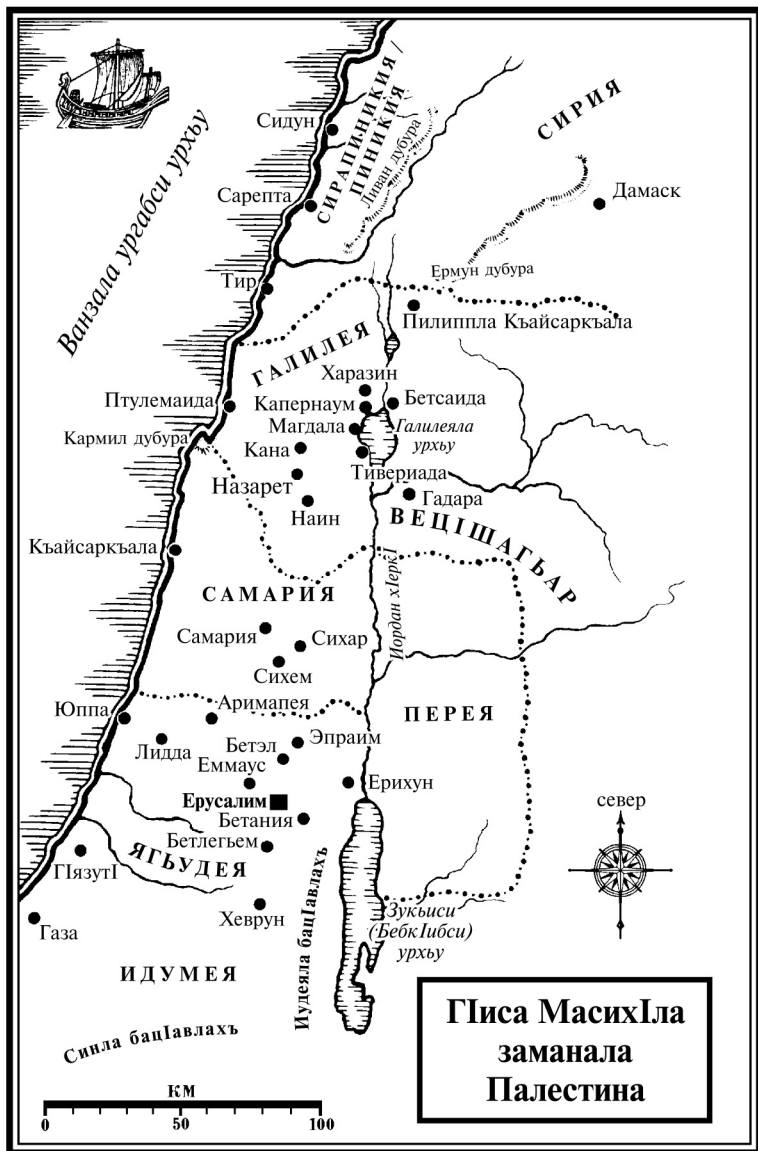 Сидун
СИРАПИНИКИЯ /
ПИНИКИЯ
Ливан дубура
СИРИЯ
Ванзала ургабси урхьу
Сарепта
Дамаск
Ермун дубура
Тир
Пилиппла Къайсаркъала
ГАЛИЛЕЯ
Харазин
Птулемаида
Капернаум
Бетсаида
Магдала
Галилеяла
урхьу
Кармил дубура
Кана
Тивериада
Назарет
Гадара
Наин
ВЕЦIШАГЬАР
Къайсаркъала
Иордан хIеркI
САМАРИЯ
Самария
Сихар
Сихем
Юппа
Аримапея
ПЕРЕЯ
Лидда
Бетэл
Эпраим
Еммаус
Ерихун
Ерусалим
север
Бетания
Бетлегьем
ЯГЬУДЕЯ
ГIязутI
Хеврун
Газа
Иудеяла бацIавлахъ
Зукьиси
(БебкIибси)
урхьу
ИДУМЕЯ
Синла бацIавлахъ
ГIиса МасихIла
заманала
Палестина
КМ
0 50 100